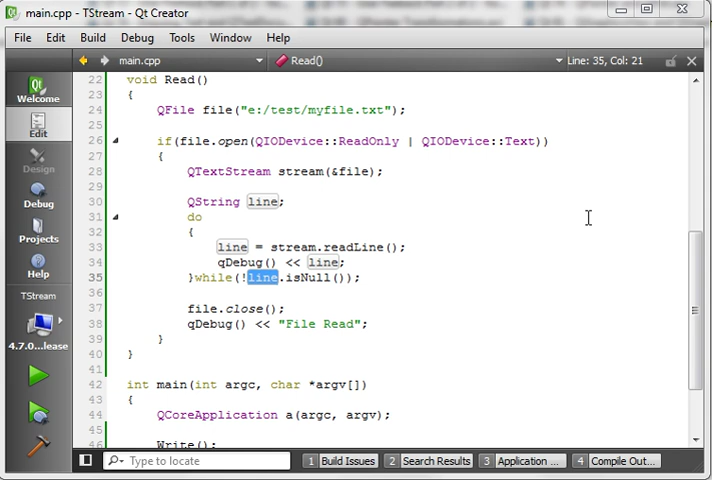 main.cpp - TStream - Qt Creator
File Edit Build Debug Tools Window Help
main.cpp Read() Line: 35, Col: 21
Welcome
Edit
Design
Debug
Projects
Help
TStream
4.7.0...lease
22 void Read()
23 {
24 QFile file("e:/test/myfile.txt");
25
26 if(file.open(QIODevice::ReadOnly | QIODevice::Text))
27 {
28 QTextStream stream(&file);
29
30 QString line;
31 do
32 {
33 line = stream.readLine();
34 qDebug() << line;
35 }while(!line.isNull());
36
37 file.close();
38 qDebug() << "File Read";
39 }
40 }
41
42 int main(int argc, char *argv[])
43 {
44 QCoreApplication a(argc, argv);
45
46 Write();
Type to locate 1 Build Issues 2 Search Results 3 Application ... 4 Compile Out...